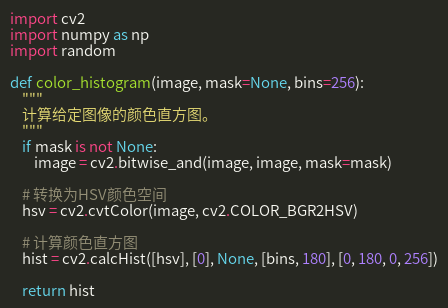 import cv2
import numpy as np
import random

def color_histogram(image, mask=None, bins=256):
    """
    计算给定图像的颜色直方图。
    """
    if mask is not None:
        image = cv2.bitwise_and(image, image, mask=mask)

    # 转换为HSV颜色空间
    hsv = cv2.cvtColor(image, cv2.COLOR_BGR2HSV)

    # 计算颜色直方图
    hist = cv2.calcHist([hsv], [0], None, [bins, 180], [0, 180, 0, 256])

    return hist